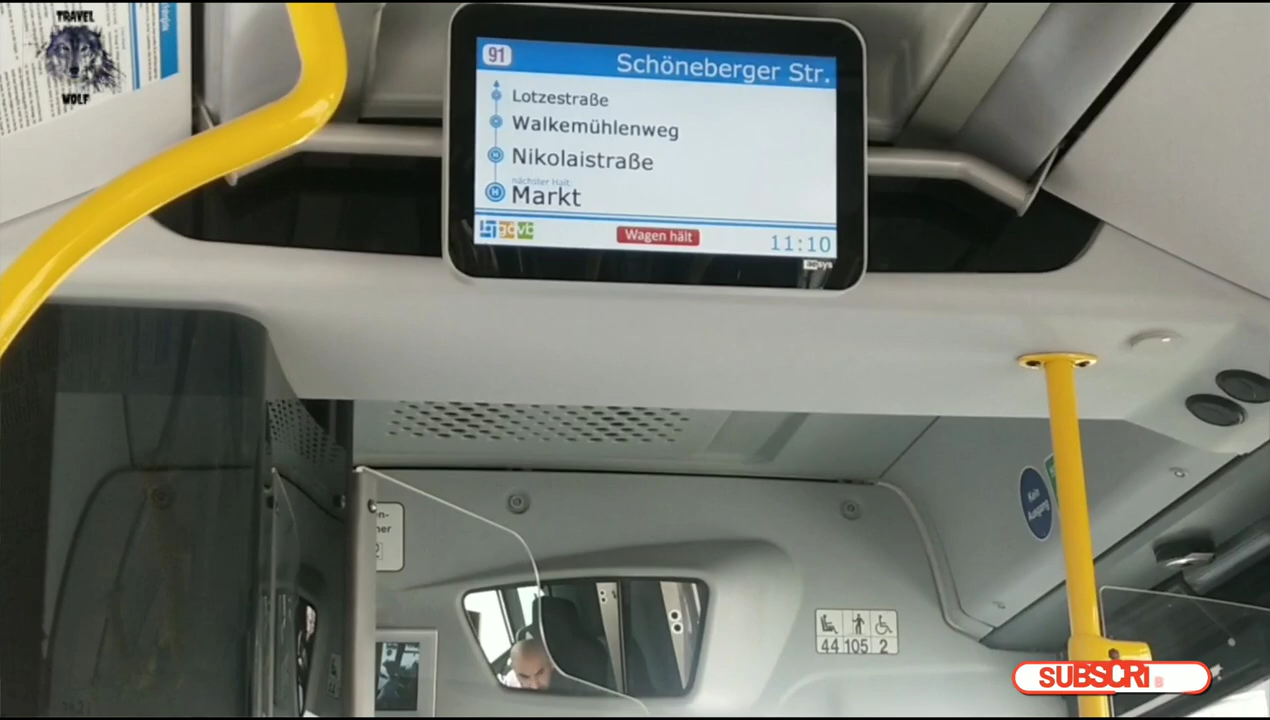 TRAVEL
WOLF
91
Schöneberger Str.
Lotzestraße
Walkemühlenweg
Nikolaistraße
nächster Halt:
Markt
Wagen hält
11:10
Kein
Ausgang
44 105 2
SUBSCRIB